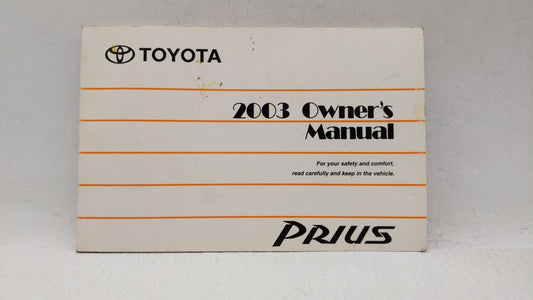 TOYOTA
2003 Owner's
Manual
For your safety and comfort,
read carefully and keep in the vehicle.
PRIUS